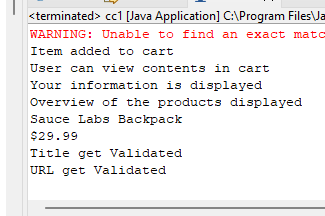 <terminated> cc1 [Java Application] C:\Program Files\Ja
WARNING: Unable to find an exact matc
Item added to cart
User can view contents in cart
Your information is displayed
Overview of the products displayed
Sauce Labs Backpack
$29.99
Title get Validated
URL get Validated